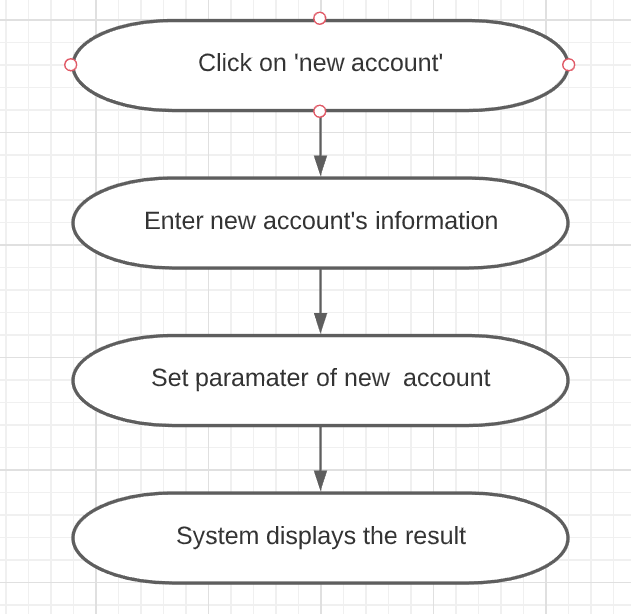 Click on 'new account'
Enter new account's information
Set paramater of new  account
System displays the result